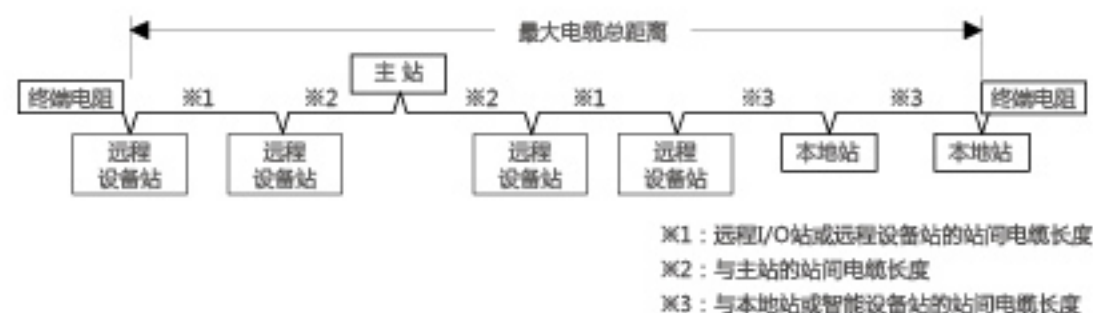 最大电缆总距离
主 站
终端电阻
※1
※2
※2
※1
※3
※3
终端电阻
远程
设备站
远程
设备站
远程
设备站
远程
设备站
本地站
本地站
※1：远程I/O站或远程设备站的站间电缆长度
※2：与主站的站间电缆长度
※3：与本地站或智能设备站的站间电缆长度